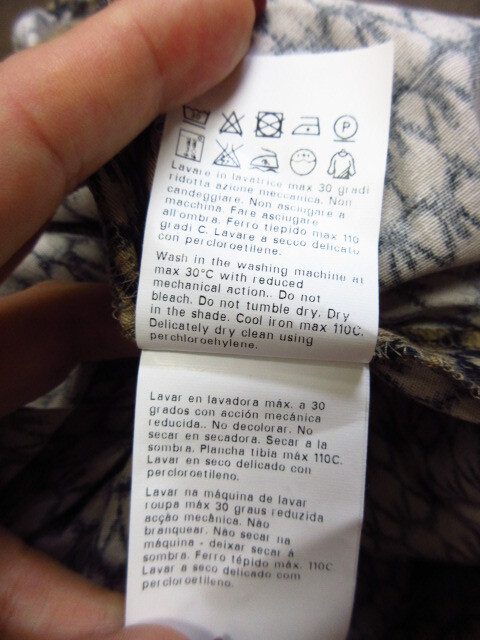 P
Lavare in lavatrice max 30 gradi
ridotta azione meccanica. Non
candeggiare. Non asciugare a
macchina. Fare asciugare
all'ombra. Ferro tiepido max 110
gradi C. Lavare a secco delicato
con percloroetilene.
Wash in the washing machine at
max 30°C with reduced
mechanical action.. Do not
bleach. Do not tumble dry. Dry
in the shade. Cool iron max 110C.
Delicately dry clean using
perchloroehylene.
Lavar en lavadora máx. a 30
grados con acción mecánica
reducida.. No decolorar. No
secar en secadora. Secar a la
sombra. Plancha tibia máx 110C.
Lavar en seco delicado con
percloroetileno.
Lavar na máquina de lavar
roupa máx 30 graus reduzida
acção mecânica. Não
branquear. Não secar na
máquina - deixar secar à
sombra. Ferro tépido máx. 110C
Lavar a seco delicado com
percloroetileno.